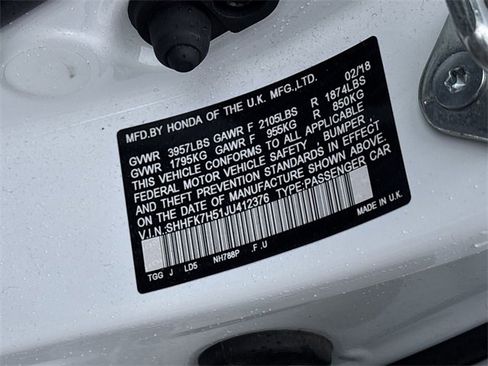 MFD.BY HONDA OF THE U.K. MFG.,LTD. 02/18
GVWR 3957LBS GAWR F 2105LBS R 1874LBS
GVWR 1795KG GAWR F 955KG R 850KG
THIS VEHICLE CONFORMS TO ALL APPLICABLE
FEDERAL MOTOR VEHICLE SAFETY , BUMPER ,
AND THEFT PREVENTION STANDARDS IN EFFECT
ON THE DATE OF MANUFACTURE SHOWN ABOVE.
V.I.N.:SHHFK7H51JU412376 TYPE:PASSENGER CAR
MADE IN U.K.
TGG J LD5 NH788P .F .U